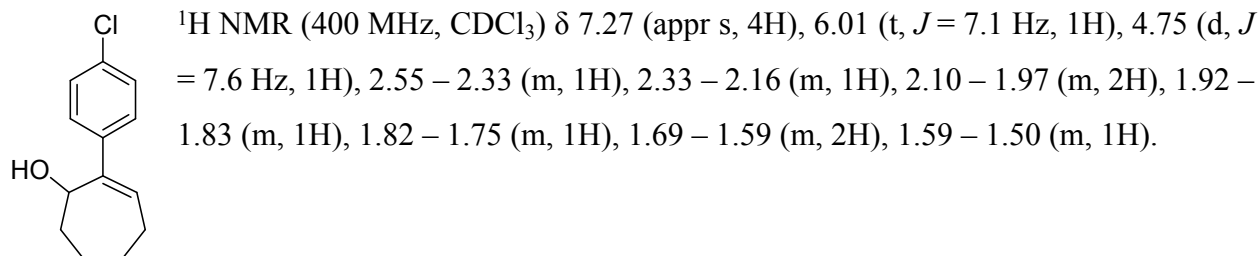 ¹H NMR (400 MHz, CDCl₃) δ 7.27 (appr s, 4H), 6.01 (t, J = 7.1 Hz, 1H), 4.75 (d, J
= 7.6 Hz, 1H), 2.55 – 2.33 (m, 1H), 2.33 – 2.16 (m, 1H), 2.10 – 1.97 (m, 2H), 1.92 –
1.83 (m, 1H), 1.82 – 1.75 (m, 1H), 1.69 – 1.59 (m, 2H), 1.59 – 1.50 (m, 1H).
Cl
HO